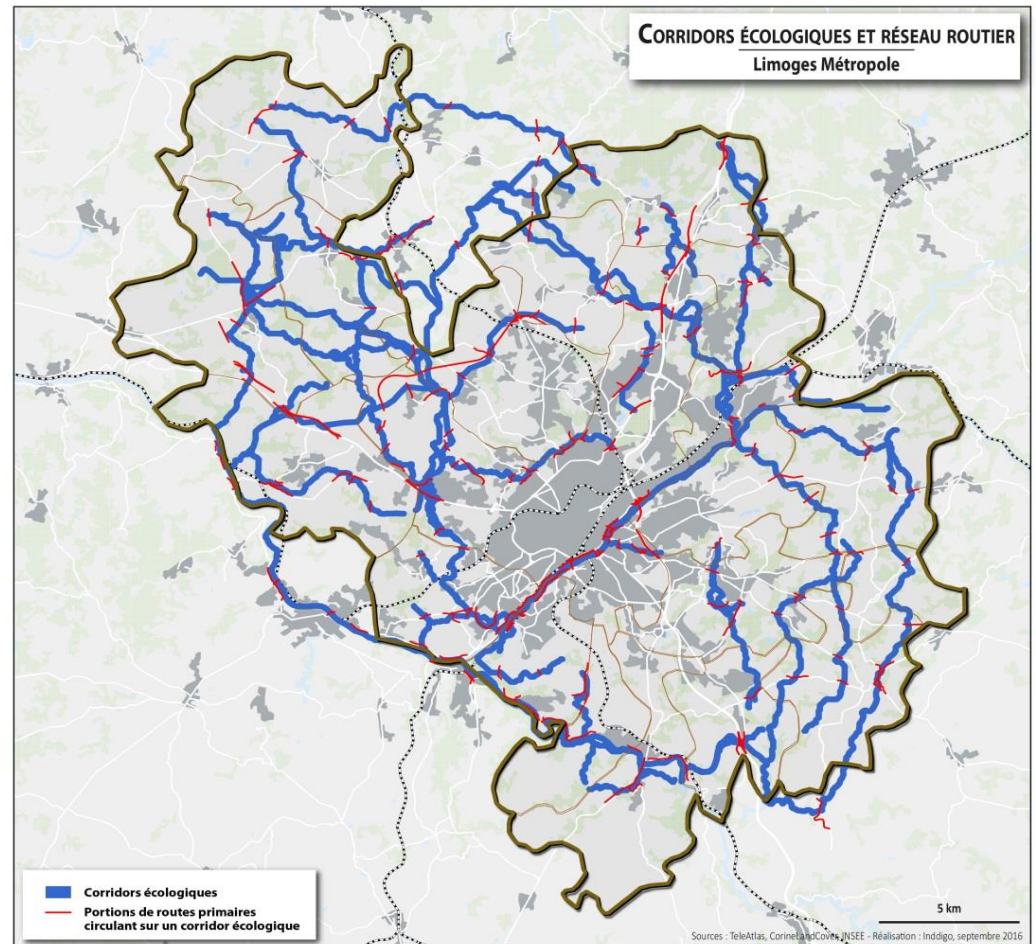 CORRIDORS ÉCOLOGIQUES ET RÉSEAU ROUTIER
Limoges Métropole
Corridors écologiques
Portions de routes primaires
circulant sur un corridor écologique
5 km
Sources : TeleAtlas, CorineLandCover, INSEE - Réalisation : Inddigo, septembre 2016